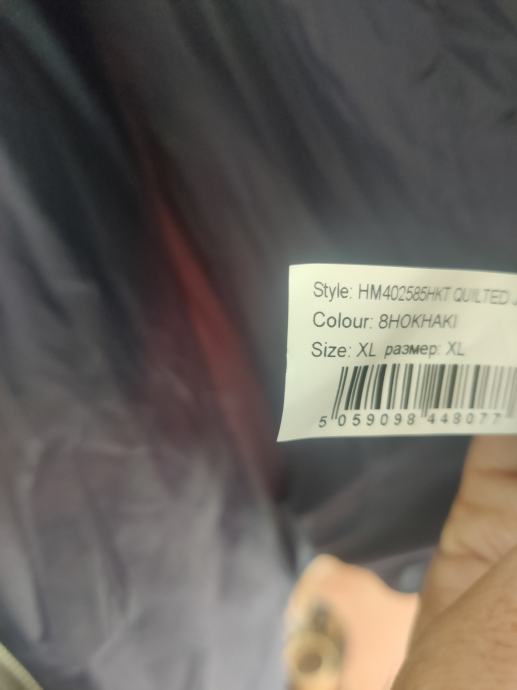 Style: HM402585HKT QUILTED J
Colour: 8HOKHAKI
Size: XL размер: XL
5 059098 448077